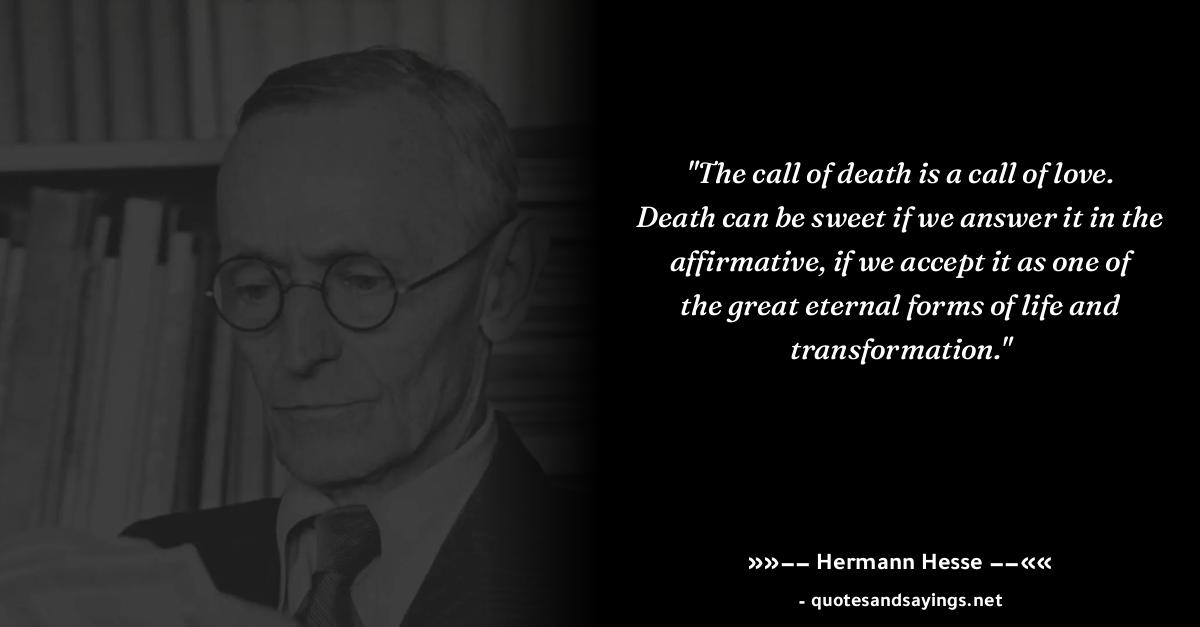 "The call of death is a call of love.
Death can be sweet if we answer it in the
affirmative, if we accept it as one of
the great eternal forms of life and
transformation."
»»−− Hermann Hesse −−««
- quotesandsayings.net